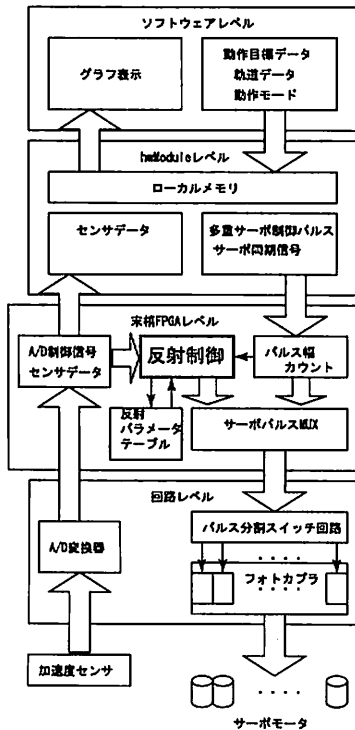 ソフトウェアレベル
グラフ表示
動作目標データ
軌道データ
動作モード
hwModuleレベル
ローカルメモリ
センサデータ
多重サーボ制御パルス
サーボ同期信号
末梢FPGAレベル
A/D制御信号
センサデータ
反射制御
パルス幅
カウント
反射
パラメータ
テーブル
サーボパルスMUX
回路レベル
A/D変換器
パルス分割スイッチ回路
フォトカプラ
加速度センサ
サーボモータ